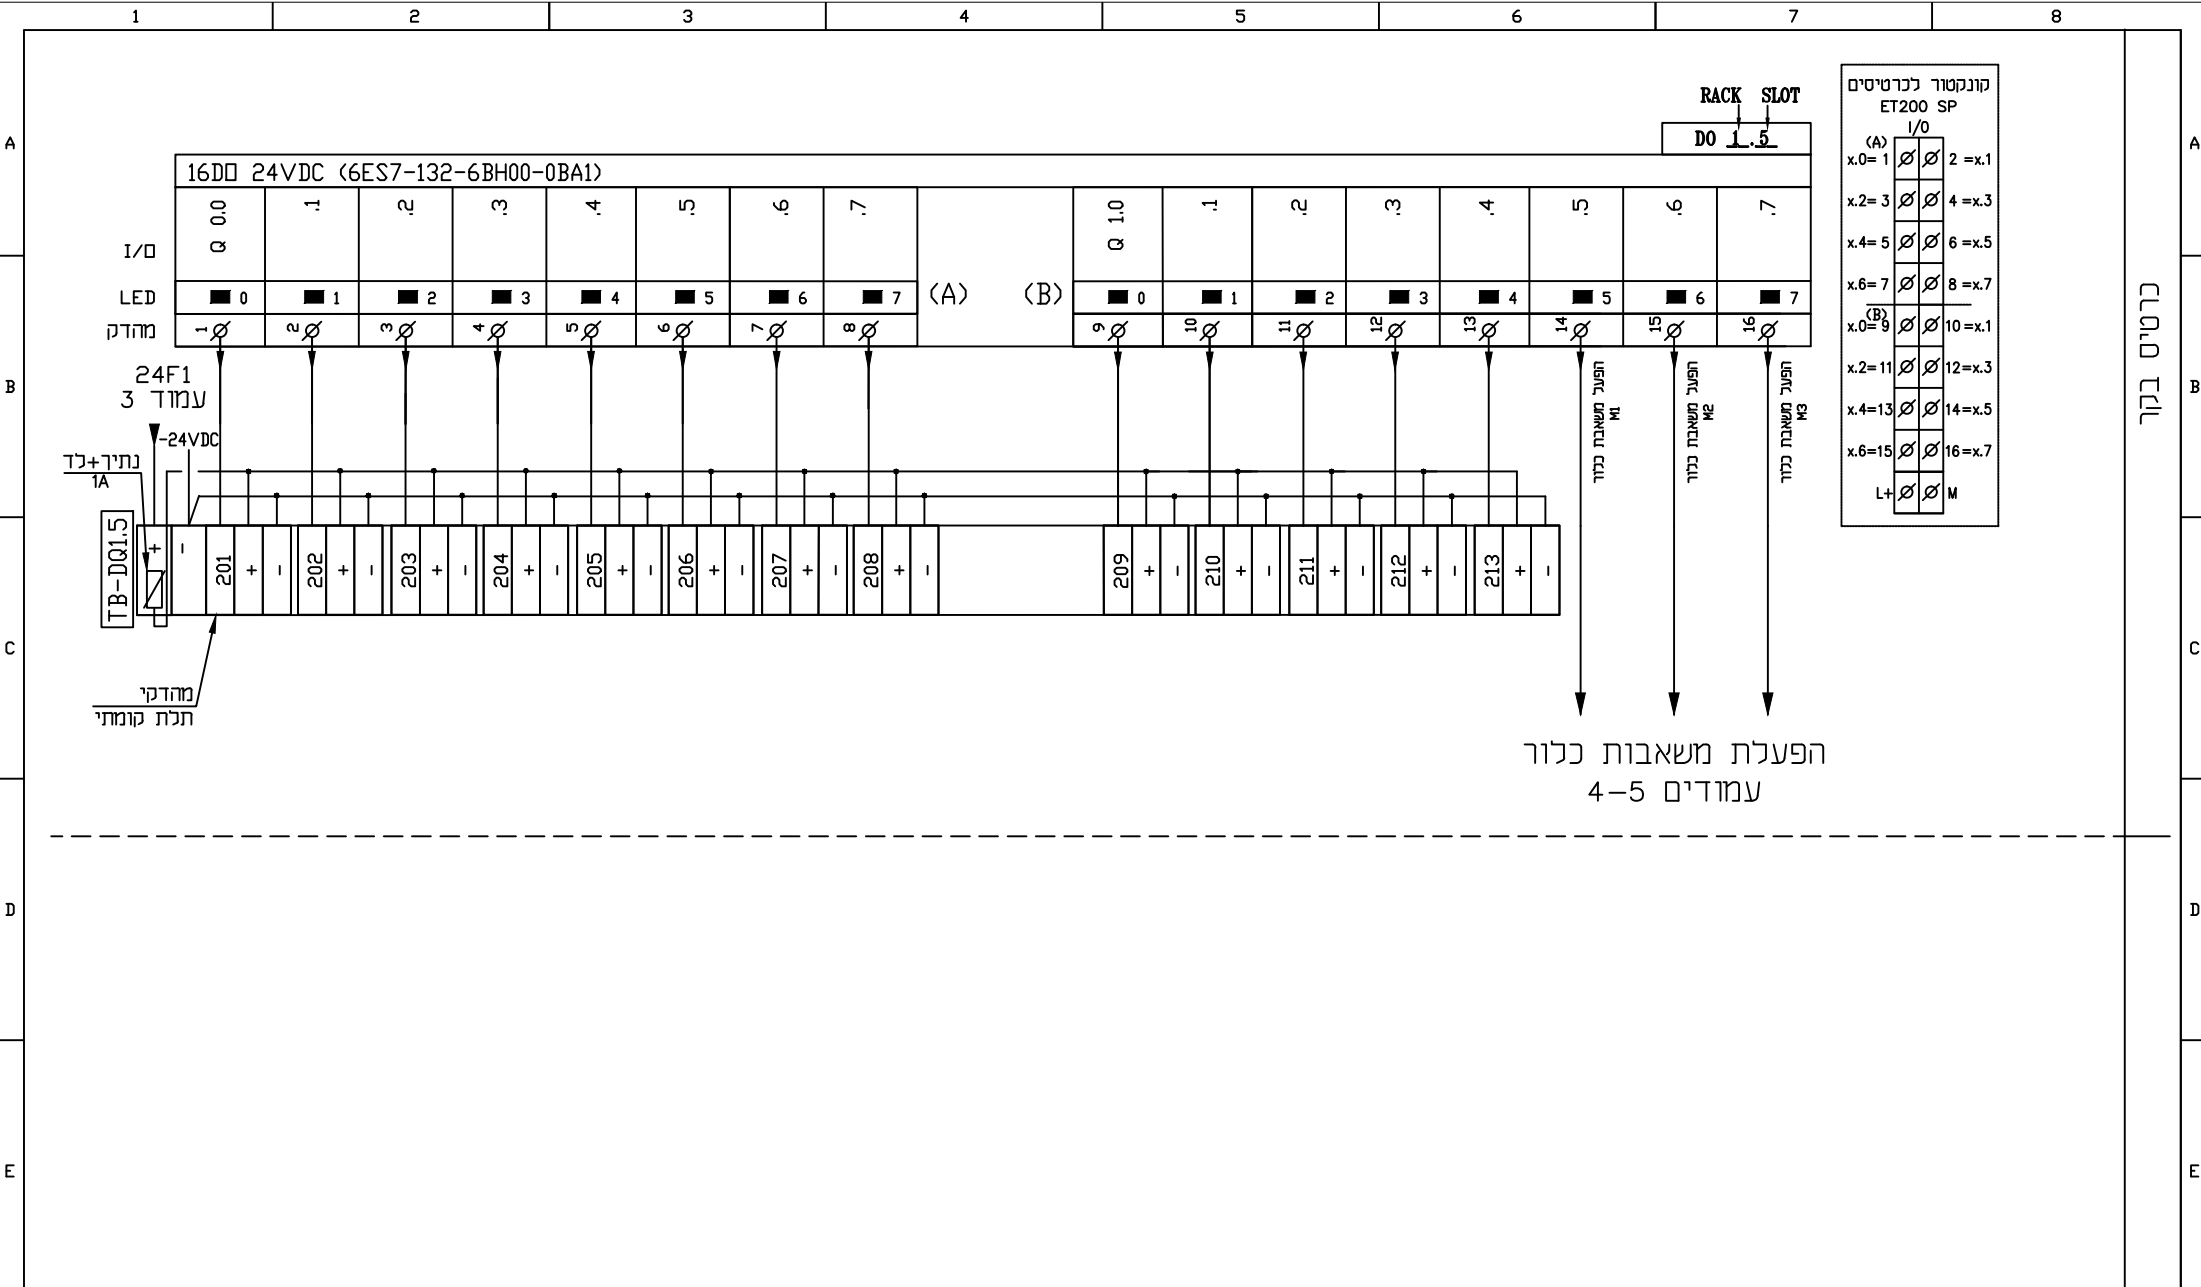 1 2 3 4 5 6 7 8
A A
B B
C C
D D
E E
RACK SLOT
DO 1.5
16DO 24VDC (6ES7-132-6BH00-0BA1)
I/O Q 0.0 .1 .2 .3 .4 .5 .6 .7 Q 1.0 .1 .2 .3 .4 .5 .6 .7
LED 0 1 2 3 4 5 6 7 (A) (B) 0 1 2 3 4 5 6 7
מהדק 1 2 3 4 5 6 7 8 9 10 11 12 13 14 15 16
24F1
עמוד 3
-24VDC
נתיך+לד
1A
הפעל משאבת כלור
M1
הפעל משאבת כלור
M2
הפעל משאבת כלור
M3
TB-DQ1.5
+ - 201 + - 202 + - 203 + - 204 + - 205 + - 206 + - 207 + - 208 + - 209 + - 210 + - 211 + - 212 + - 213 + -
מהדקי
תלת קומתי
הפעלת משאבות כלור
עמודים 4-5
קונקטור לכרטיסים
ET200 SP
I/O
(A)
x.0= 1 2 =x.1
x.2= 3 4 =x.3
x.4= 5 6 =x.5
x.6= 7 8 =x.7
(B)
x.0= 9 10 =x.1
x.2= 11 12=x.3
x.4=13 14=x.5
x.6=15 16=x.7
L+ M
כרטיסים בקר